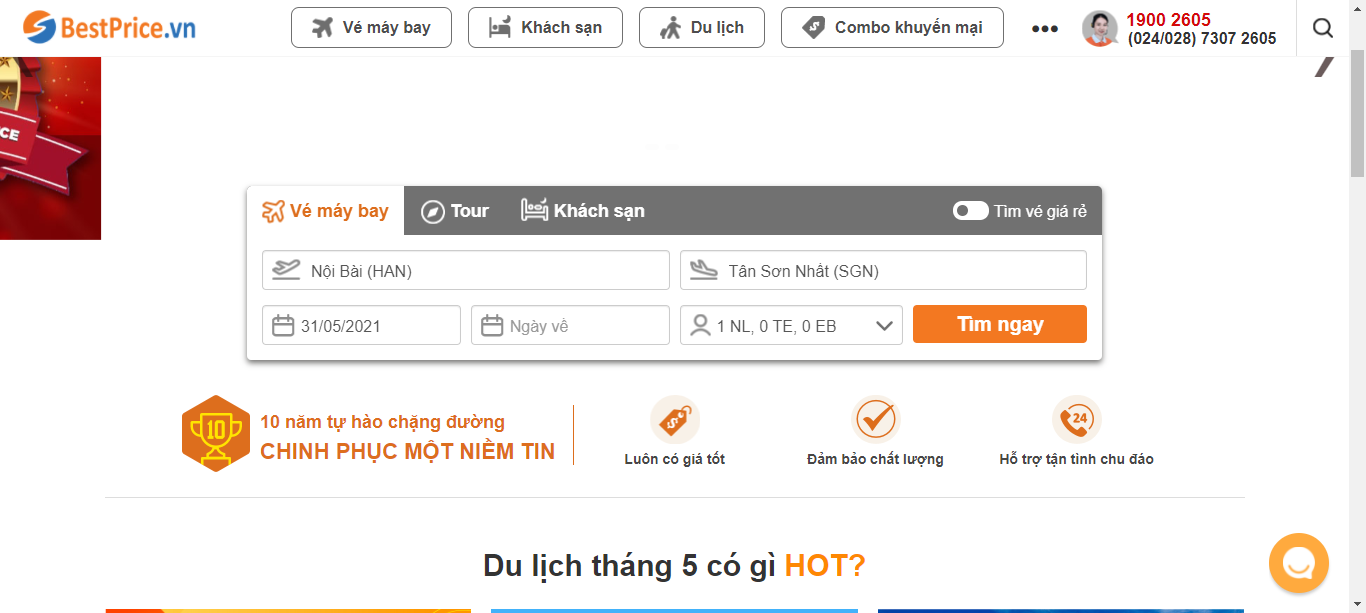 BestPrice.vn
Vé máy bay
Khách sạn
Du lịch
Combo khuyến mại
1900 2605
(024/028) 7307 2605
CE
Vé máy bay
Tour
Khách sạn
Tìm vé giá rẻ
Nội Bài (HAN)
Tân Sơn Nhất (SGN)
31/05/2021
Ngày về
1 NL, 0 TE, 0 EB
Tìm ngay
10
10 năm tự hào chặng đường
CHINH PHỤC MỘT NIỀM TIN
24
Luôn có giá tốt
Đảm bảo chất lượng
Hỗ trợ tận tình chu đáo
Du lịch tháng 5 có gì HOT?